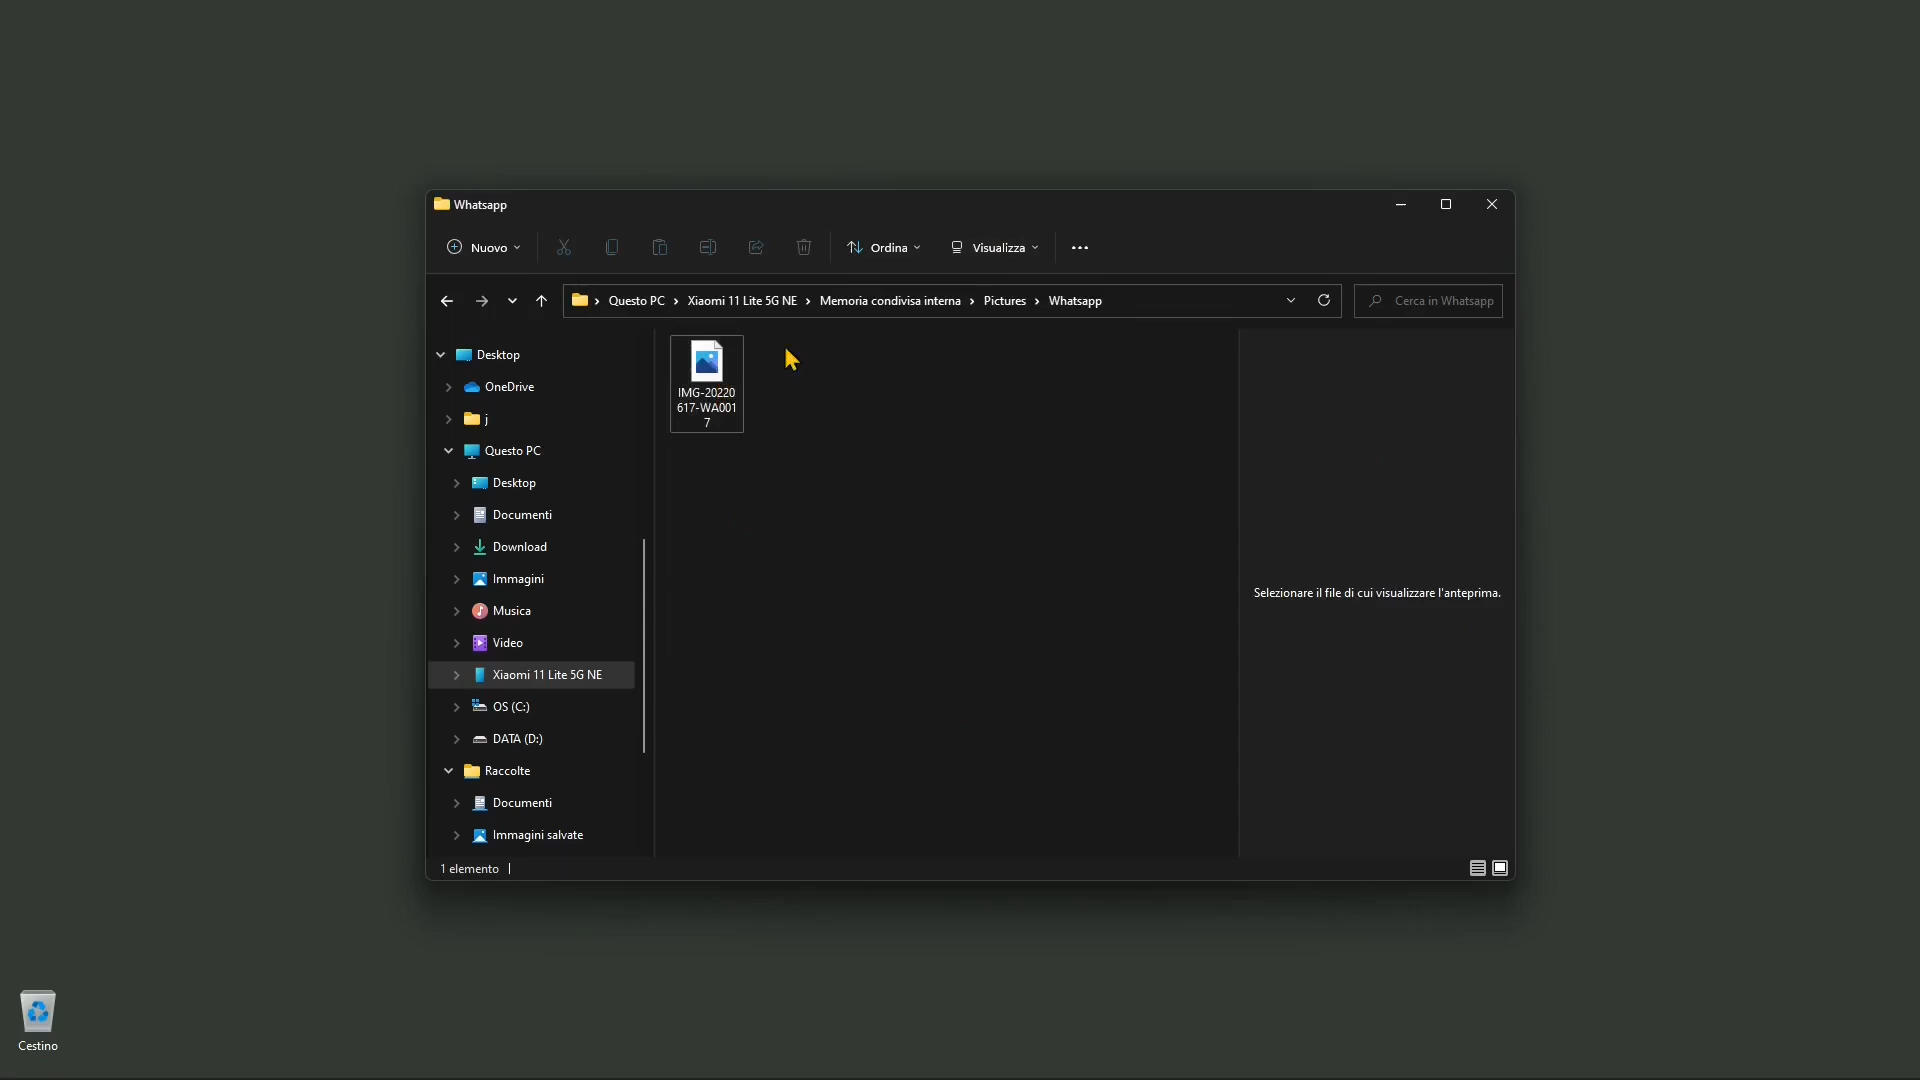 Whatsapp
Nuovo
Ordina
Visualizza
Questo PC > Xiaomi 11 Lite 5G NE > Memoria condivisa interna > Pictures > Whatsapp
Cerca in Whatsapp
Desktop
OneDrive
j
Questo PC
Desktop
Documenti
Download
Immagini
Musica
Video
Xiaomi 11 Lite 5G NE
OS (C:)
DATA (D:)
Raccolte
Documenti
Immagini salvate
IMG-20220
617-WA001
7
Selezionare il file di cui visualizzare l'anteprima.
1 elemento
Cestino